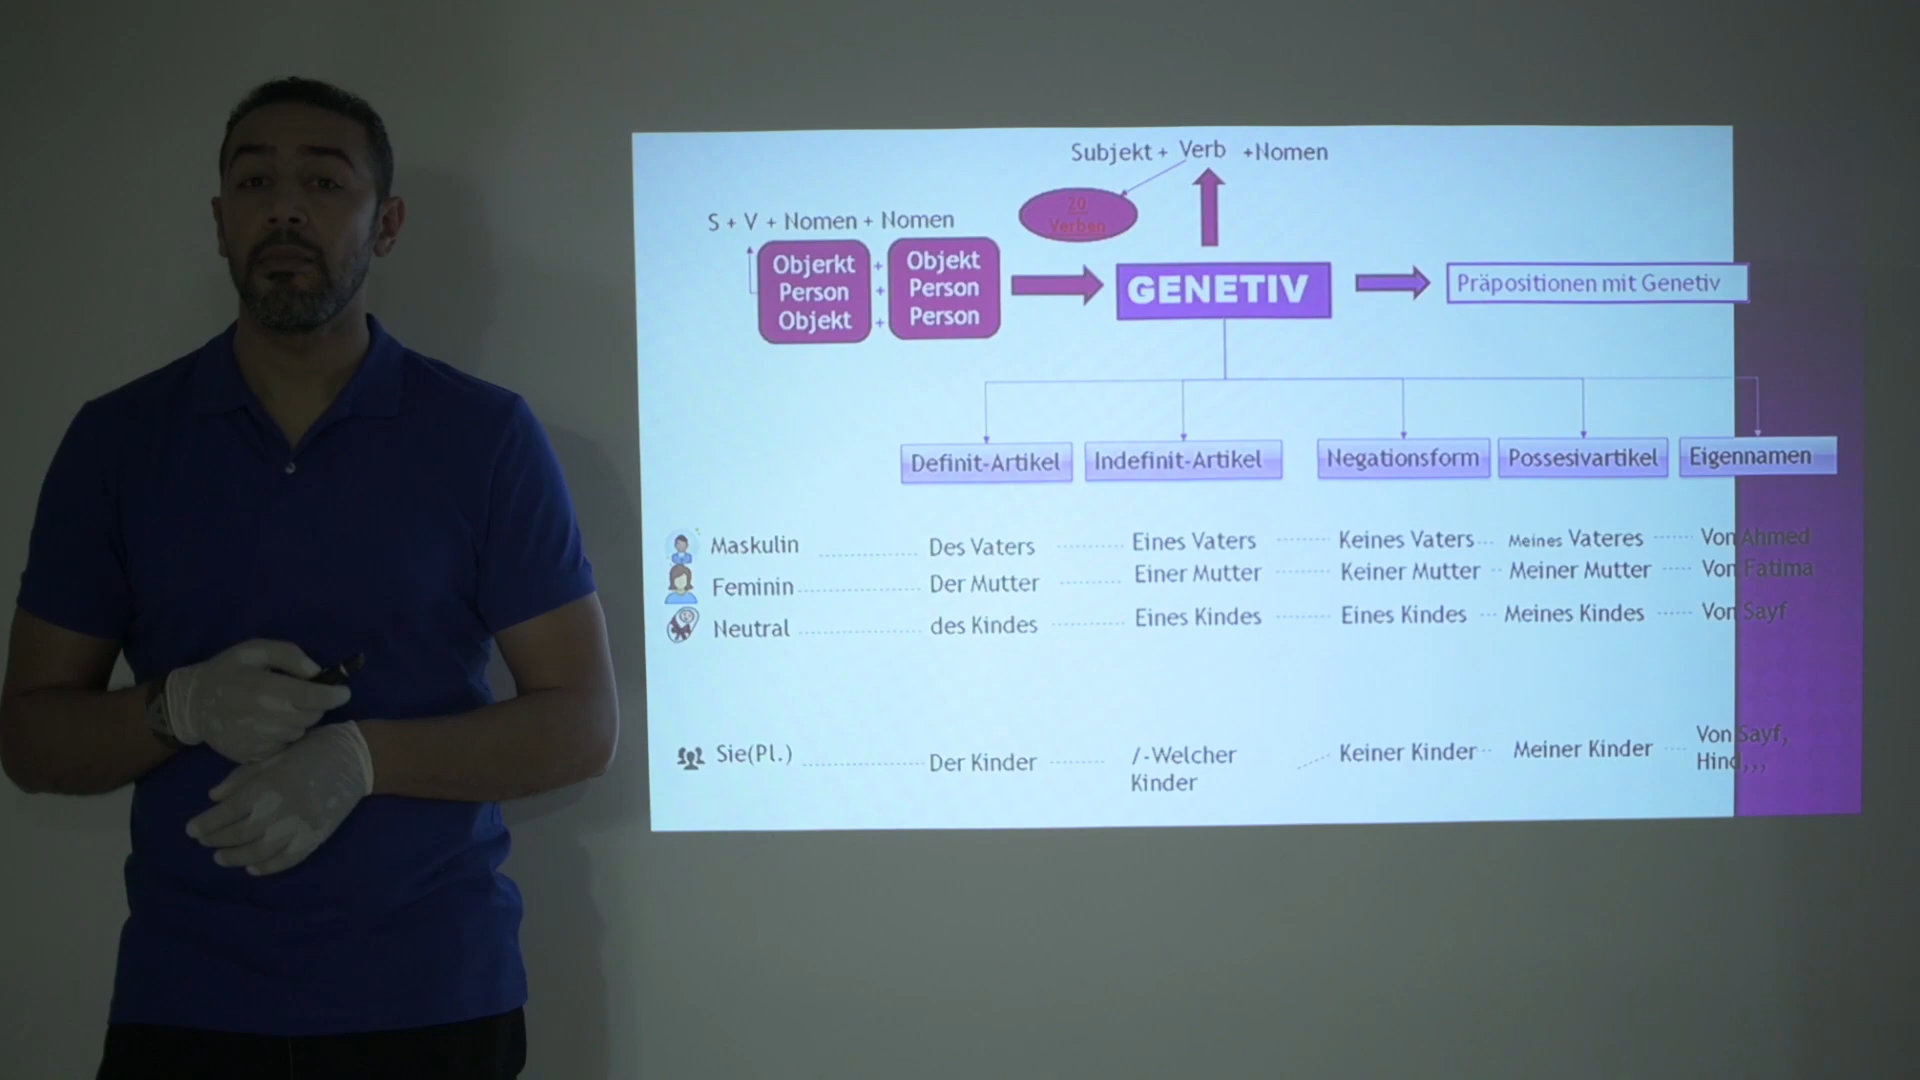 Subjekt + Verb +Nomen
20
Verben
S + V + Nomen + Nomen
Objerkt + Objekt
Person + Person
Objekt + Person
GENETIV
Präpositionen mit Genetiv
Definit-Artikel Indefinit-Artikel Negationsform Possesivartikel Eigennamen
Maskulin Des Vaters Eines Vaters Keines Vaters Meines Vateres Von Ahmed
Feminin Der Mutter Einer Mutter Keiner Mutter Meiner Mutter Von Fatima
Neutral des Kindes Eines Kindes Eines Kindes Meines Kindes Von Sayf
Sie(Pl.) Der Kinder /-Welcher Kinder Keiner Kinder Meiner Kinder Von Sayf, Hind,,,